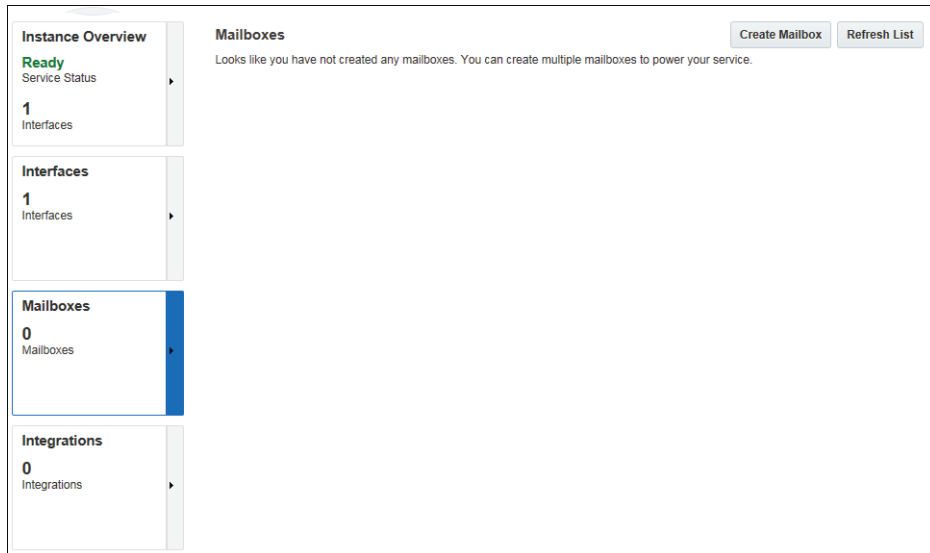 Instance Overview
Ready
Service Status
1
Interfaces
Interfaces
1
Interfaces
Mailboxes
0
Mailboxes
Integrations
0
Integrations
Mailboxes
Create Mailbox
Refresh List
Looks like you have not created any mailboxes. You can create multiple mailboxes to power your service.